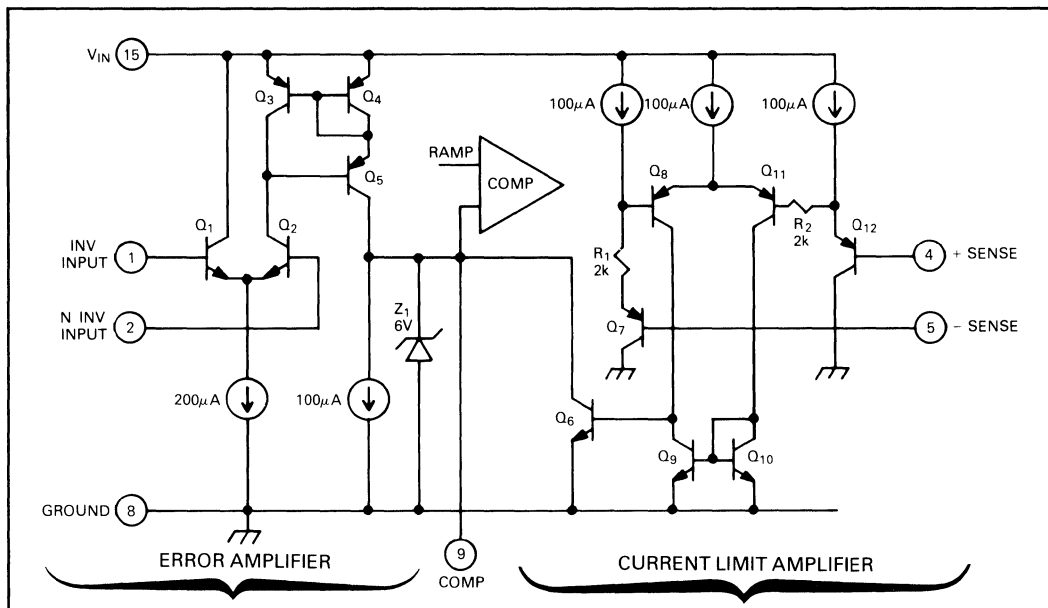 V_IN 15
Q3 Q4
100μA 100μA 100μA
RAMP
COMP
Q5
Q8 Q11
R2
2k
Q12
Q1 Q2
INV
INPUT 1
R1
2k
4 + SENSE
N INV
INPUT 2
Z1
6V
Q7
5 − SENSE
200μA 100μA
Q6
Q9 Q10
GROUND 8
9
COMP
ERROR AMPLIFIER
CURRENT LIMIT AMPLIFIER